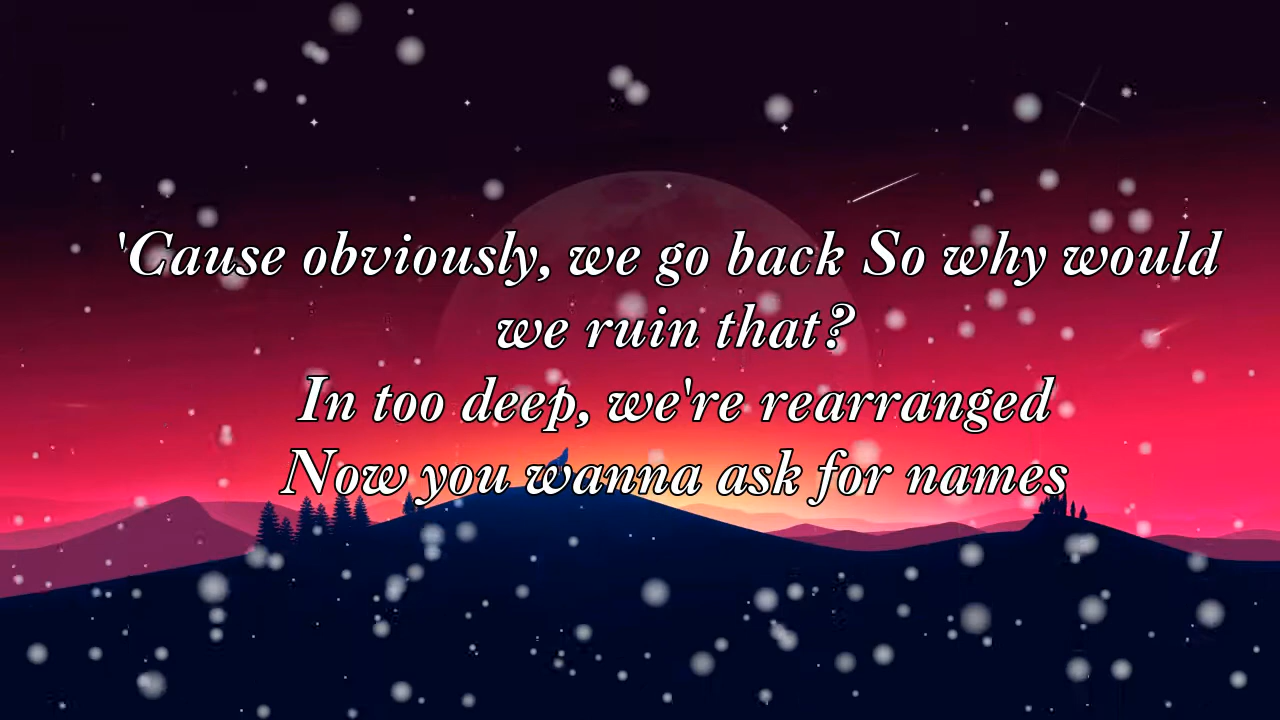 'Cause obviously, we go back So why would
we ruin that?
In too deep, we're rearranged
Now you wanna ask for names